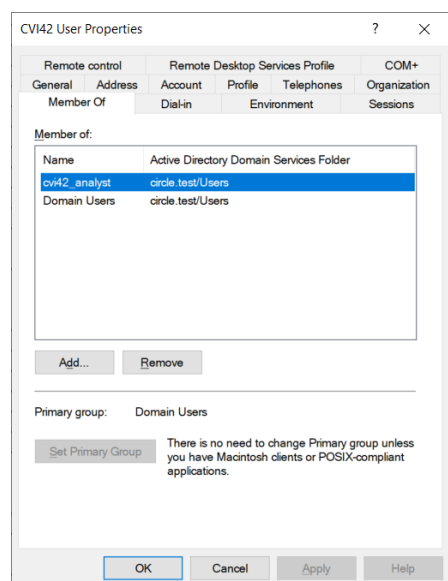 CVI42 User Properties
Remote control Remote Desktop Services Profile COM+
General Address Account Profile Telephones Organization
Member Of Dial-in Environment Sessions
Member of:
Name Active Directory Domain Services Folder
cvi42_analyst circle.test/Users
Domain Users circle.test/Users
Add... Remove
Primary group: Domain Users
Set Primary Group
There is no need to change Primary group unless
you have Macintosh clients or POSIX-compliant
applications.
OK Cancel Apply Help